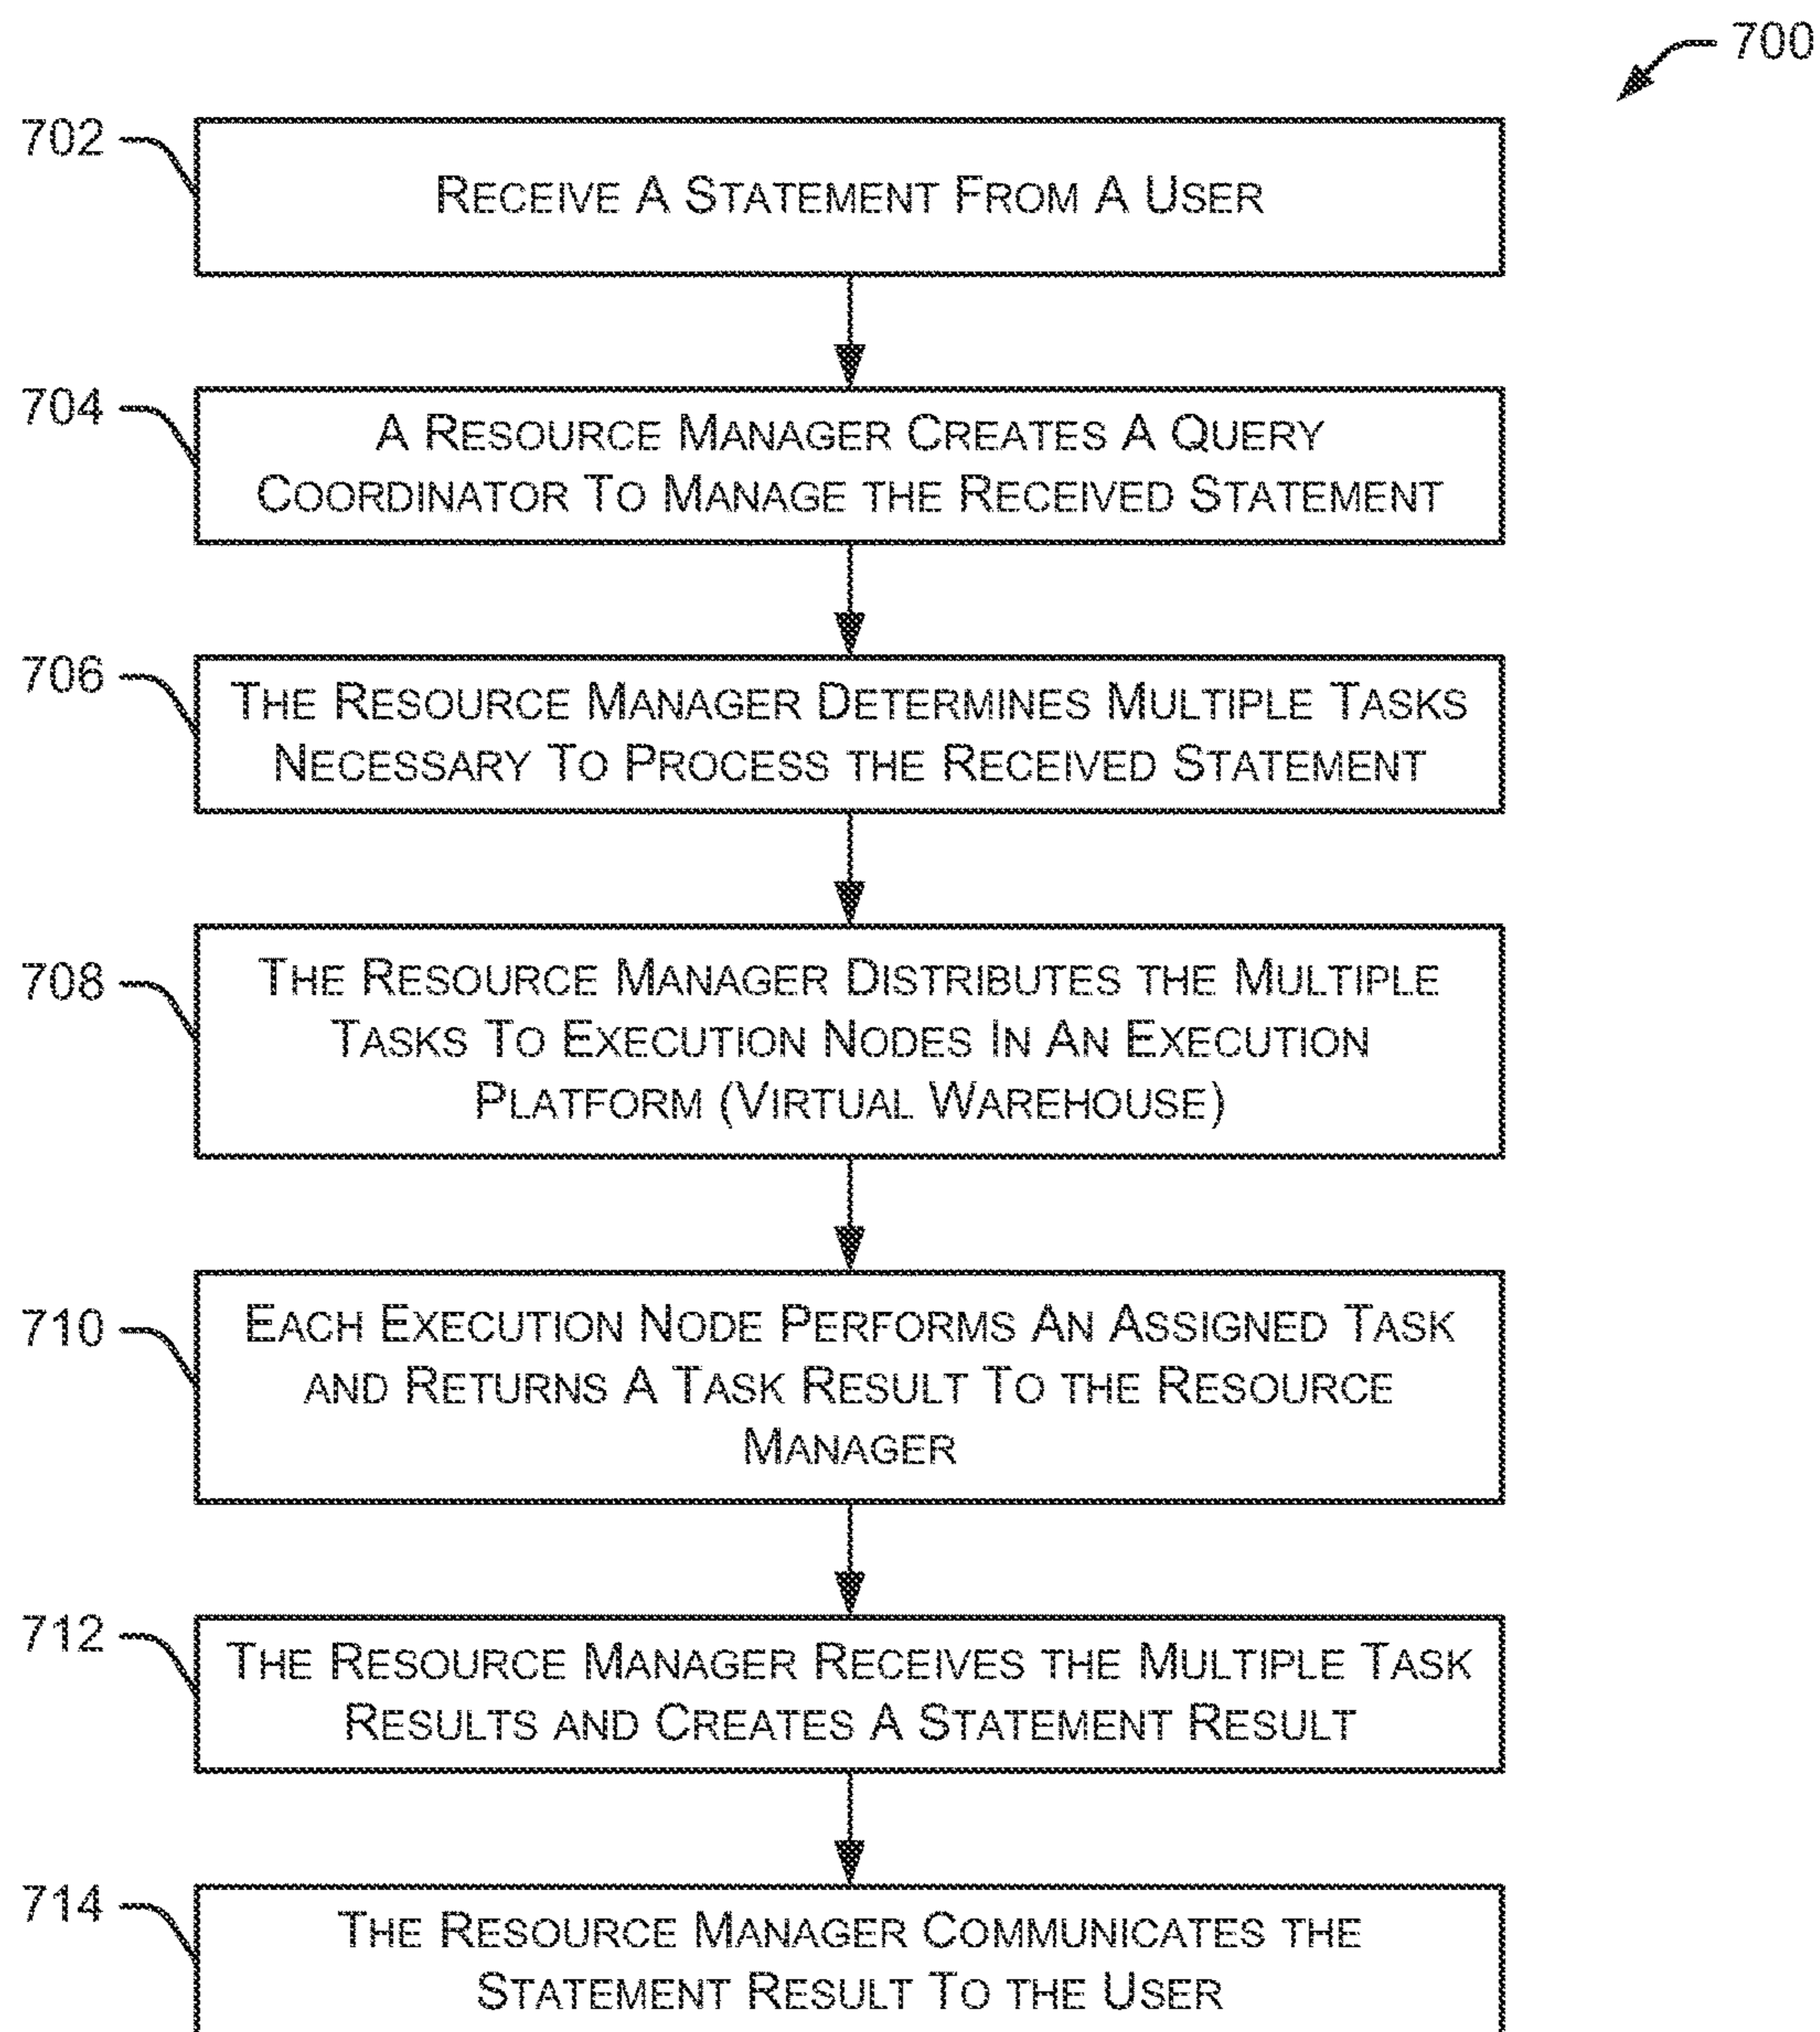 700
702
RECEIVE A STATEMENT FROM A USER
704
A RESOURCE MANAGER CREATES A QUERY
COORDINATOR TO MANAGE THE RECEIVED STATEMENT
706
THE RESOURCE MANAGER DETERMINES MULTIPLE TASKS
NECESSARY TO PROCESS THE RECEIVED STATEMENT
708
THE RESOURCE MANAGER DISTRIBUTES THE MULTIPLE
TASKS TO EXECUTION NODES IN AN EXECUTION
PLATFORM (VIRTUAL WAREHOUSE)
710
EACH EXECUTION NODE PERFORMS AN ASSIGNED TASK
AND RETURNS A TASK RESULT TO THE RESOURCE
MANAGER
712
THE RESOURCE MANAGER RECEIVES THE MULTIPLE TASK
RESULTS AND CREATES A STATEMENT RESULT
714
THE RESOURCE MANAGER COMMUNICATES THE
STATEMENT RESULT TO THE USER